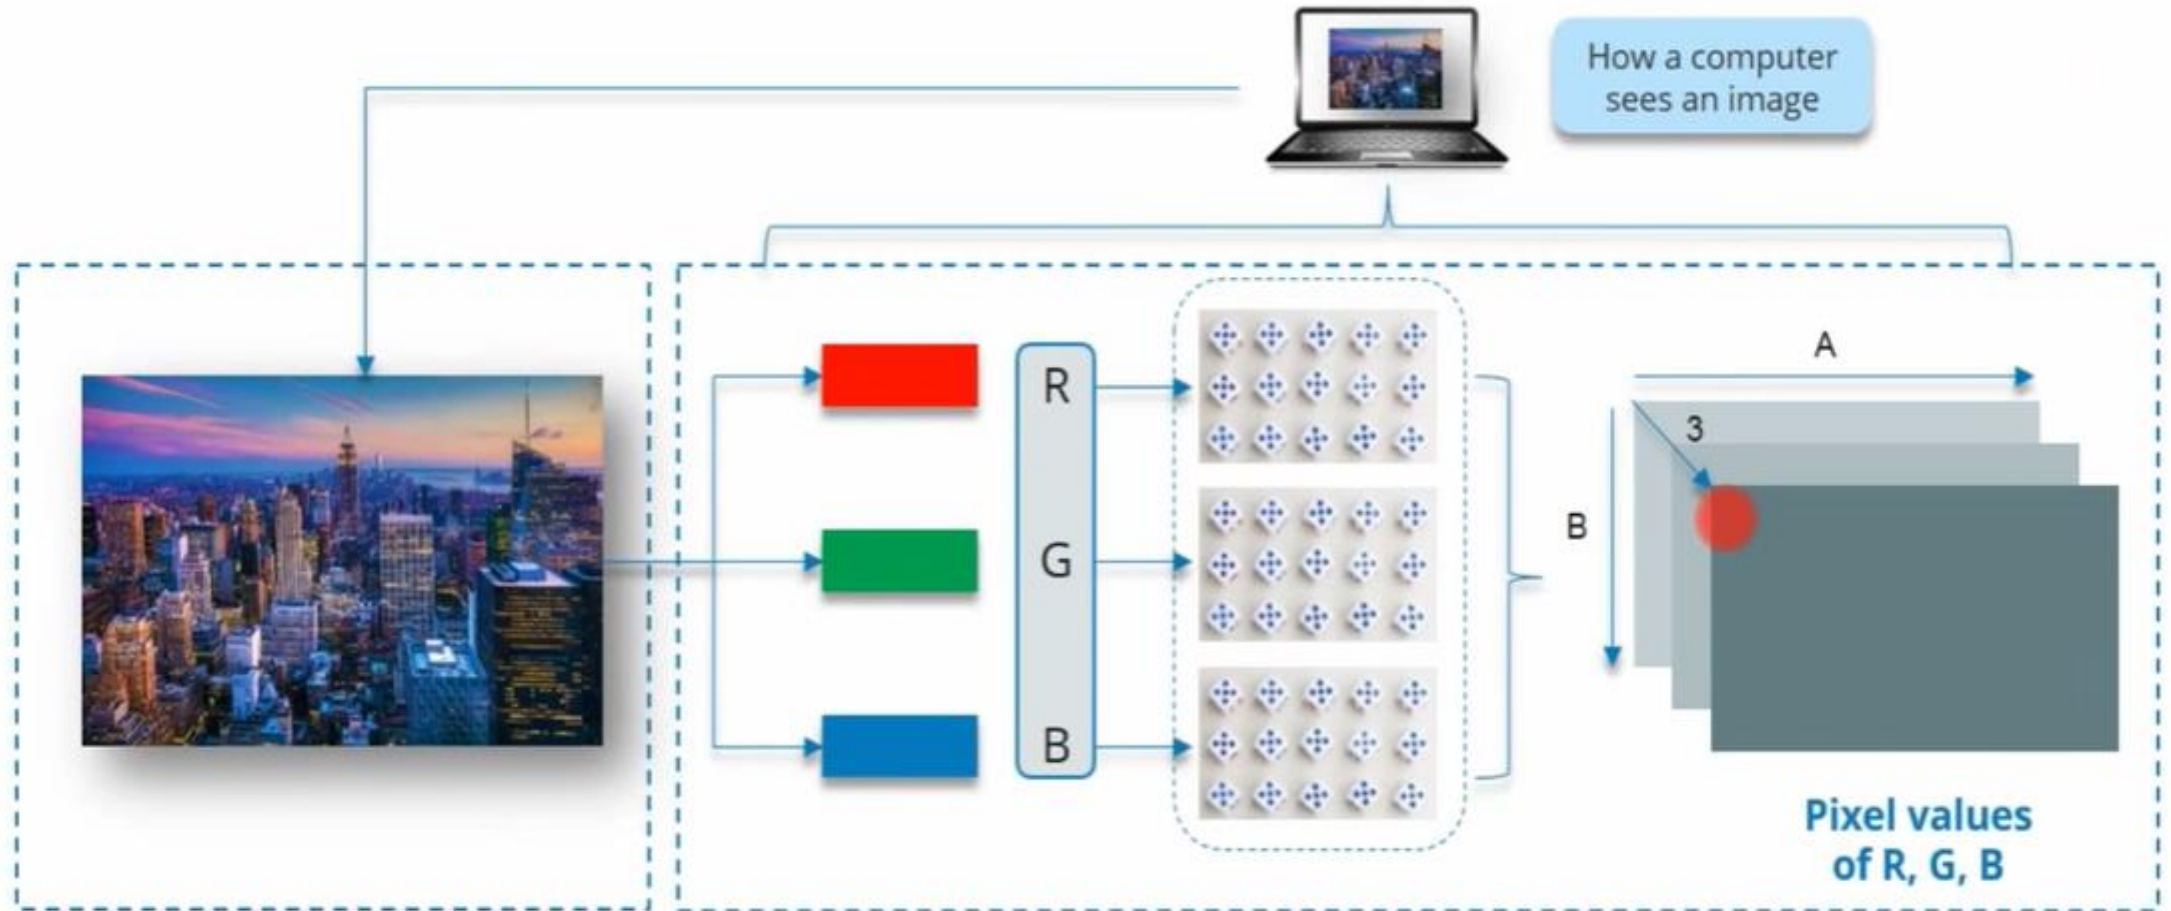 How a computer
sees an image
R
G
B
A
3
B
Pixel values
of R, G, B